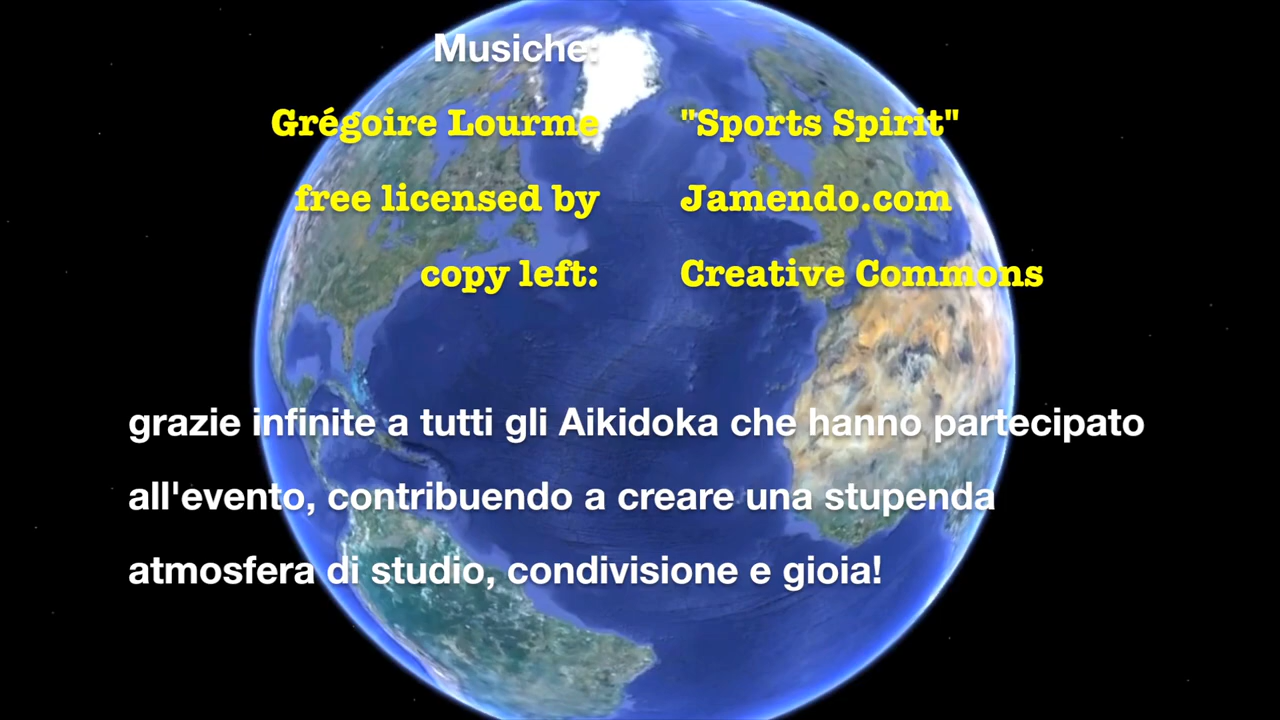 Musiche:
Grégoire Lourme "Sports Spirit"
free licensed by Jamendo.com
copy left: Creative Commons
grazie infinite a tutti gli Aikidoka che hanno partecipato
all'evento, contribuendo a creare una stupenda
atmosfera di studio, condivisione e gioia!